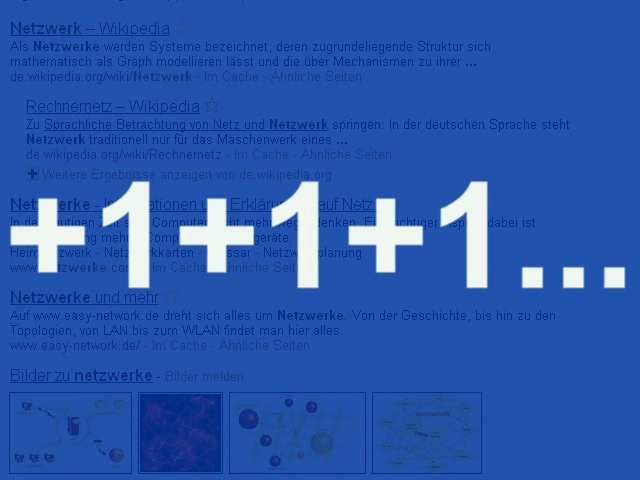 Netzwerk – Wikipedia
Als Netzwerke werden Systeme bezeichnet, deren zugrundeliegende Struktur sich
mathematisch als Graph modellieren lässt und die über Mechanismen zu ihrer ...
de.wikipedia.org/wiki/Netzwerk - Im Cache - Ähnliche Seiten
Rechnernetz – Wikipedia
Zu Sprachliche Betrachtung von Netz und Netzwerk springen: In der deutschen Sprache steht
Netzwerk traditionell nur für das Maschenwerk eines ...
de.wikipedia.org/wiki/Rechnernetz - Im Cache - Ähnliche Seiten
Weitere Ergebnisse anzeigen von de.wikipedia.org
+1+1+1...
Netzwerke und mehr
Auf www.easy-network.de dreht sich alles um Netzwerke. Von der Geschichte, bis hin zu den
Topologien, von LAN bis zum WLAN findet man hier alles.
www.easy-network.de/ - Im Cache - Ähnliche Seiten
Bilder zu netzwerke - Bilder melden